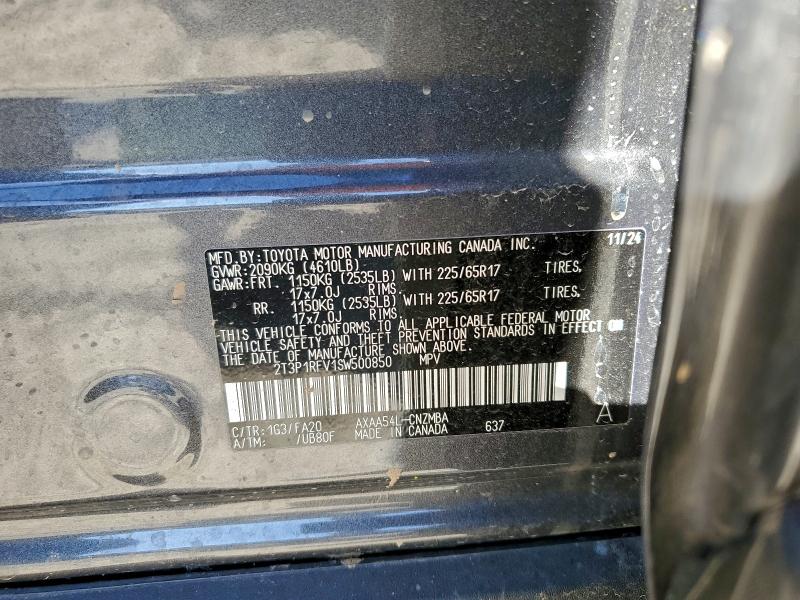 MFD.BY:TOYOTA MOTOR MANUFACTURING CANADA INC. 11/24
GVWR:2090KG (4610LB)
GAWR:FRT. 1150KG (2535LB) WITH 225/65R17 TIRES,
17x7.0J RIMS
RR. 1150KG (2535LB) WITH 225/65R17 TIRES,
17x7.0J RIMS
THIS VEHICLE CONFORMS TO ALL APPLICABLE FEDERAL MOTOR
VEHICLE SAFETY AND THEFT PREVENTION STANDARDS IN EFFECT ON
THE DATE OF MANUFACTURE SHOWN ABOVE.
2T3P1RFV1SW500850 MPV
C/TR:1G3/FA20 AXAA54L-CNZMBA
A/TM: /UB80F MADE IN CANADA 637
A